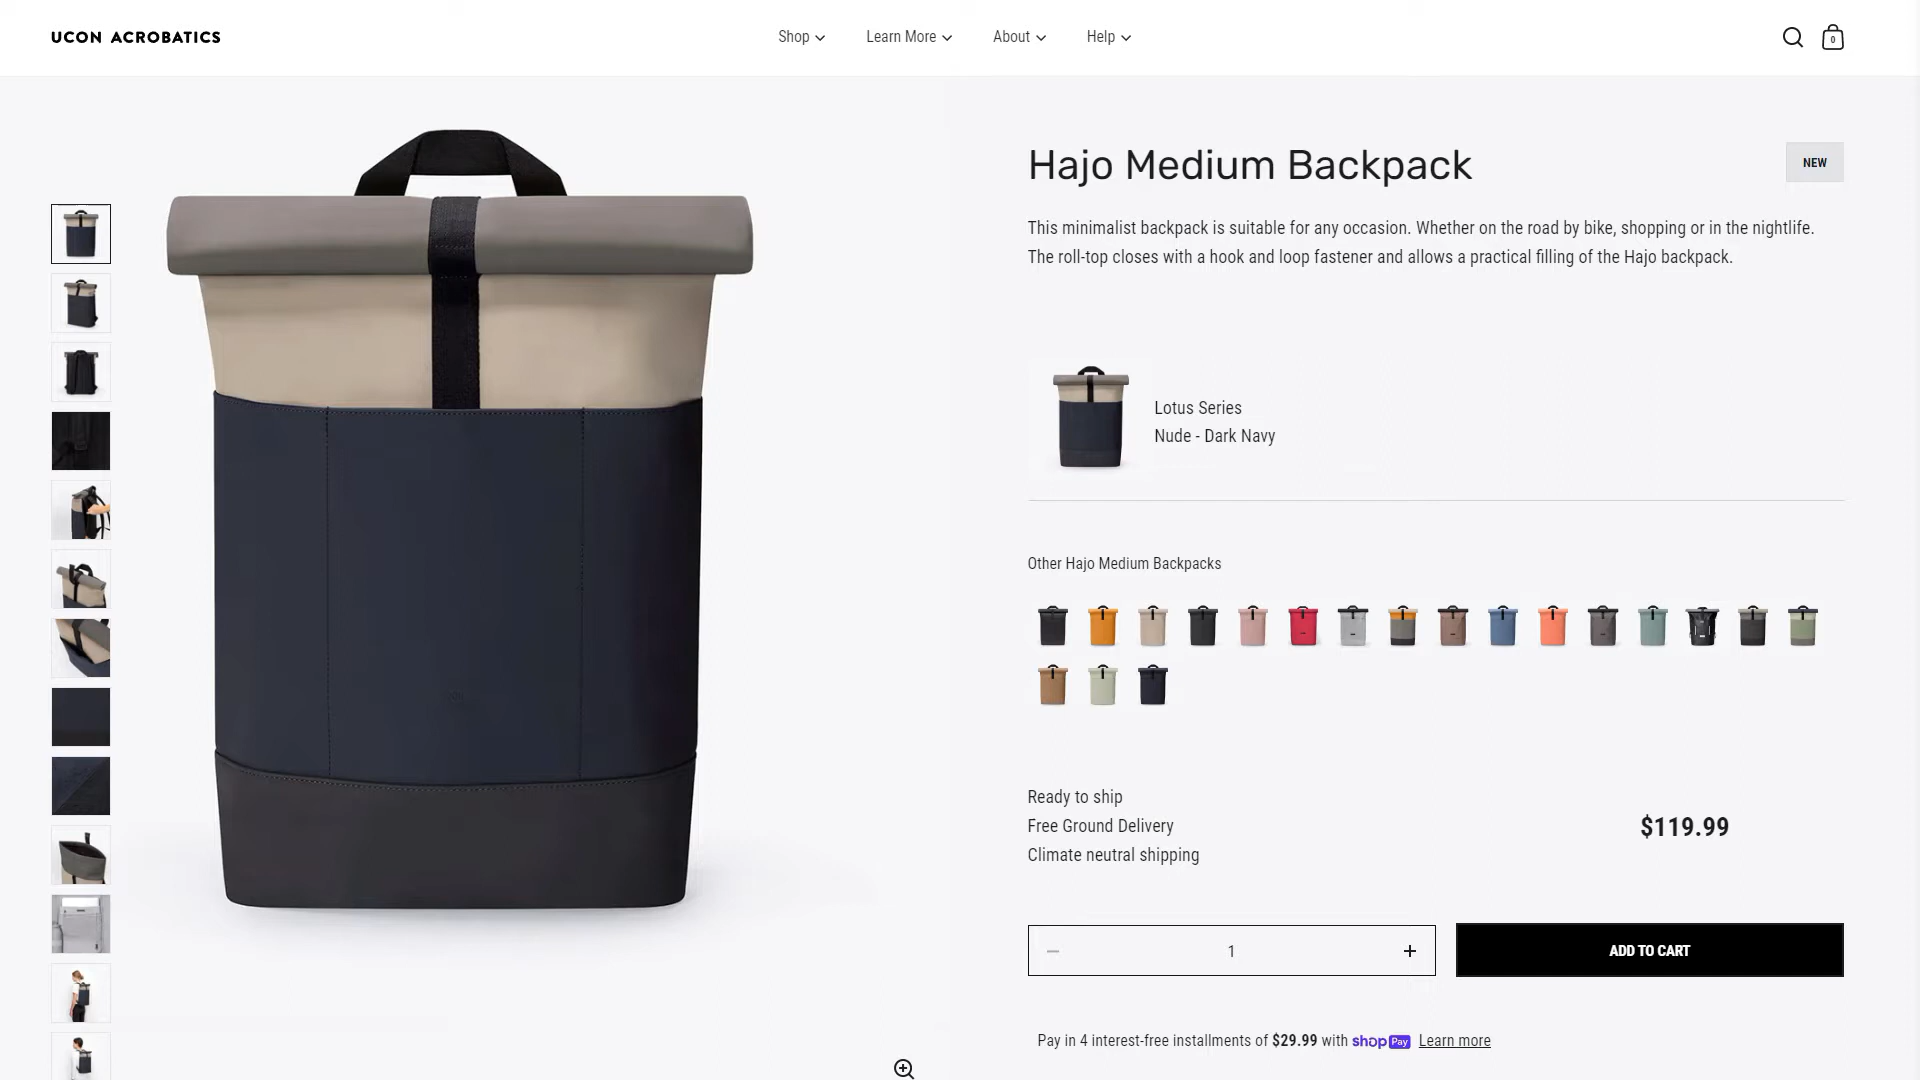 UCON ACROBATICS
Shop
Learn More
About
Help
0
Hajo Medium Backpack
NEW
This minimalist backpack is suitable for any occasion. Whether on the road by bike, shopping or in the nightlife.
The roll-top closes with a hook and loop fastener and allows a practical filling of the Hajo backpack.
Lotus Series
Nude - Dark Navy
Other Hajo Medium Backpacks
Ready to ship
Free Ground Delivery
Climate neutral shipping
$119.99
1
ADD TO CART
Pay in 4 interest-free installments of $29.99 with shop Pay Learn more